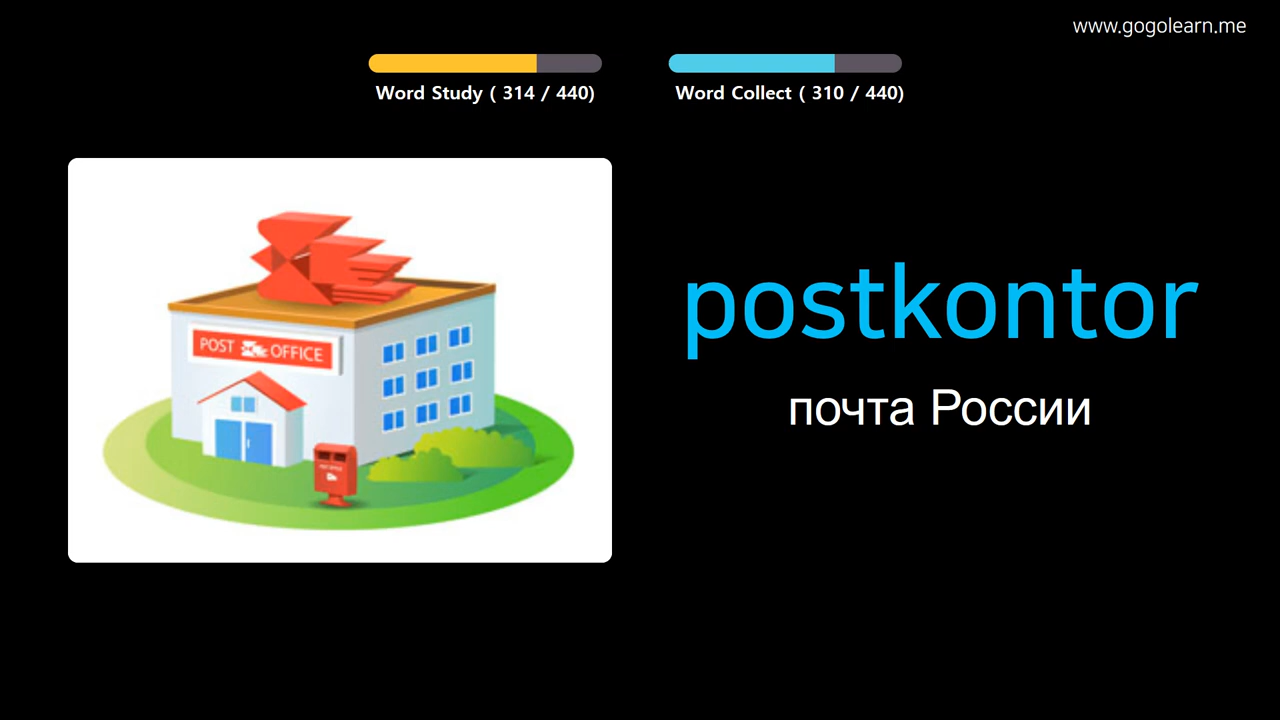 www.gogolearn.me
Word Study ( 314 / 440)
Word Collect ( 310 / 440)
POST OFFICE
postkontor
почта России